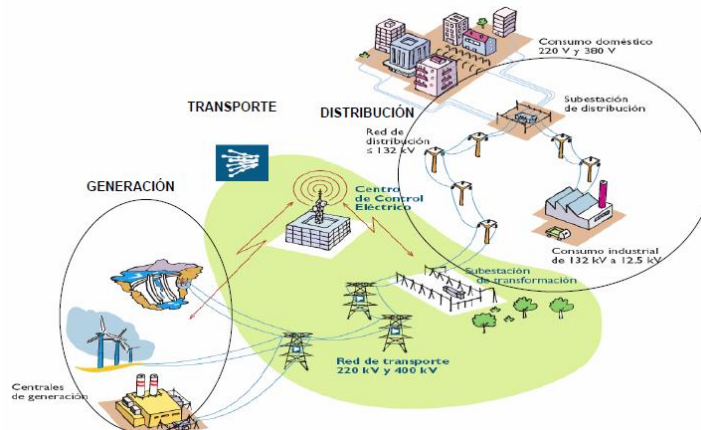 Consumo doméstico
220 V y 380 V
TRANSPORTE
DISTRIBUCIÓN
Subestación
de distribución
Red de
distribución
≤ 132 kV
GENERACIÓN
Centro
de Control
Eléctrico
Consumo industrial
de 132 kV a 12.5 kV
Subestación
de transformación
Red de transporte
220 kV y 400 kV
Centrales
de generación